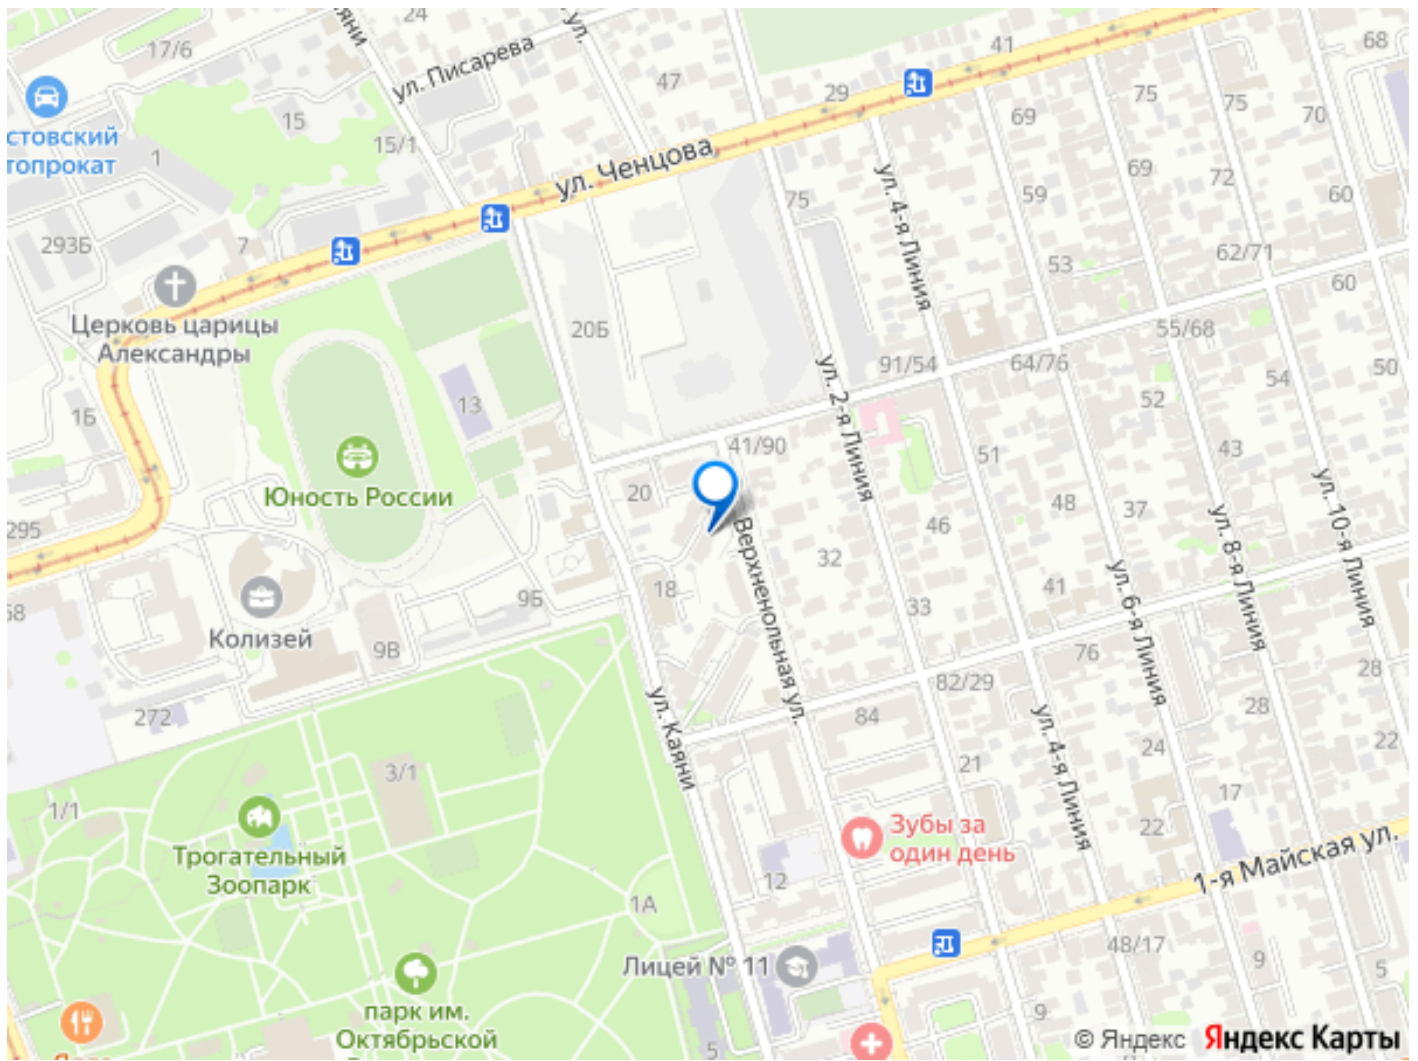 24
17/6
ул. Писарева
41
68
47
29
75
75
70
стовский
топрокат
15
1
15/1
69
ул. Ченцова
69
72
59
60
75
ул. 4-я Линия
293Б
7
62/71
53
60
Церковь царицы
Александры
20Б
55/68
91/54
64/76
50
54
1Б
13
52
ул. 2-я Линия
41/90
43
51
Юность России
20
48
37
46
ул. 10-я Линия
ул. 8-я Линия
295
Верхненольная ул.
32
18
9Б
41
33
ул. 6-я Линия
Колизей
9В
76
28
82/29
ул. Каяни
272
84
28
ул. 4-я Линия
22
24
21
3/1
1/1
17
22
Зубы за
один день
Трогательный
Зоопарк
1-я Майская ул.
12
1А
48/17
Лицей № 11
9
5
парк им.
Октябрьской
9
5
© Яндекс Яндекс Карты